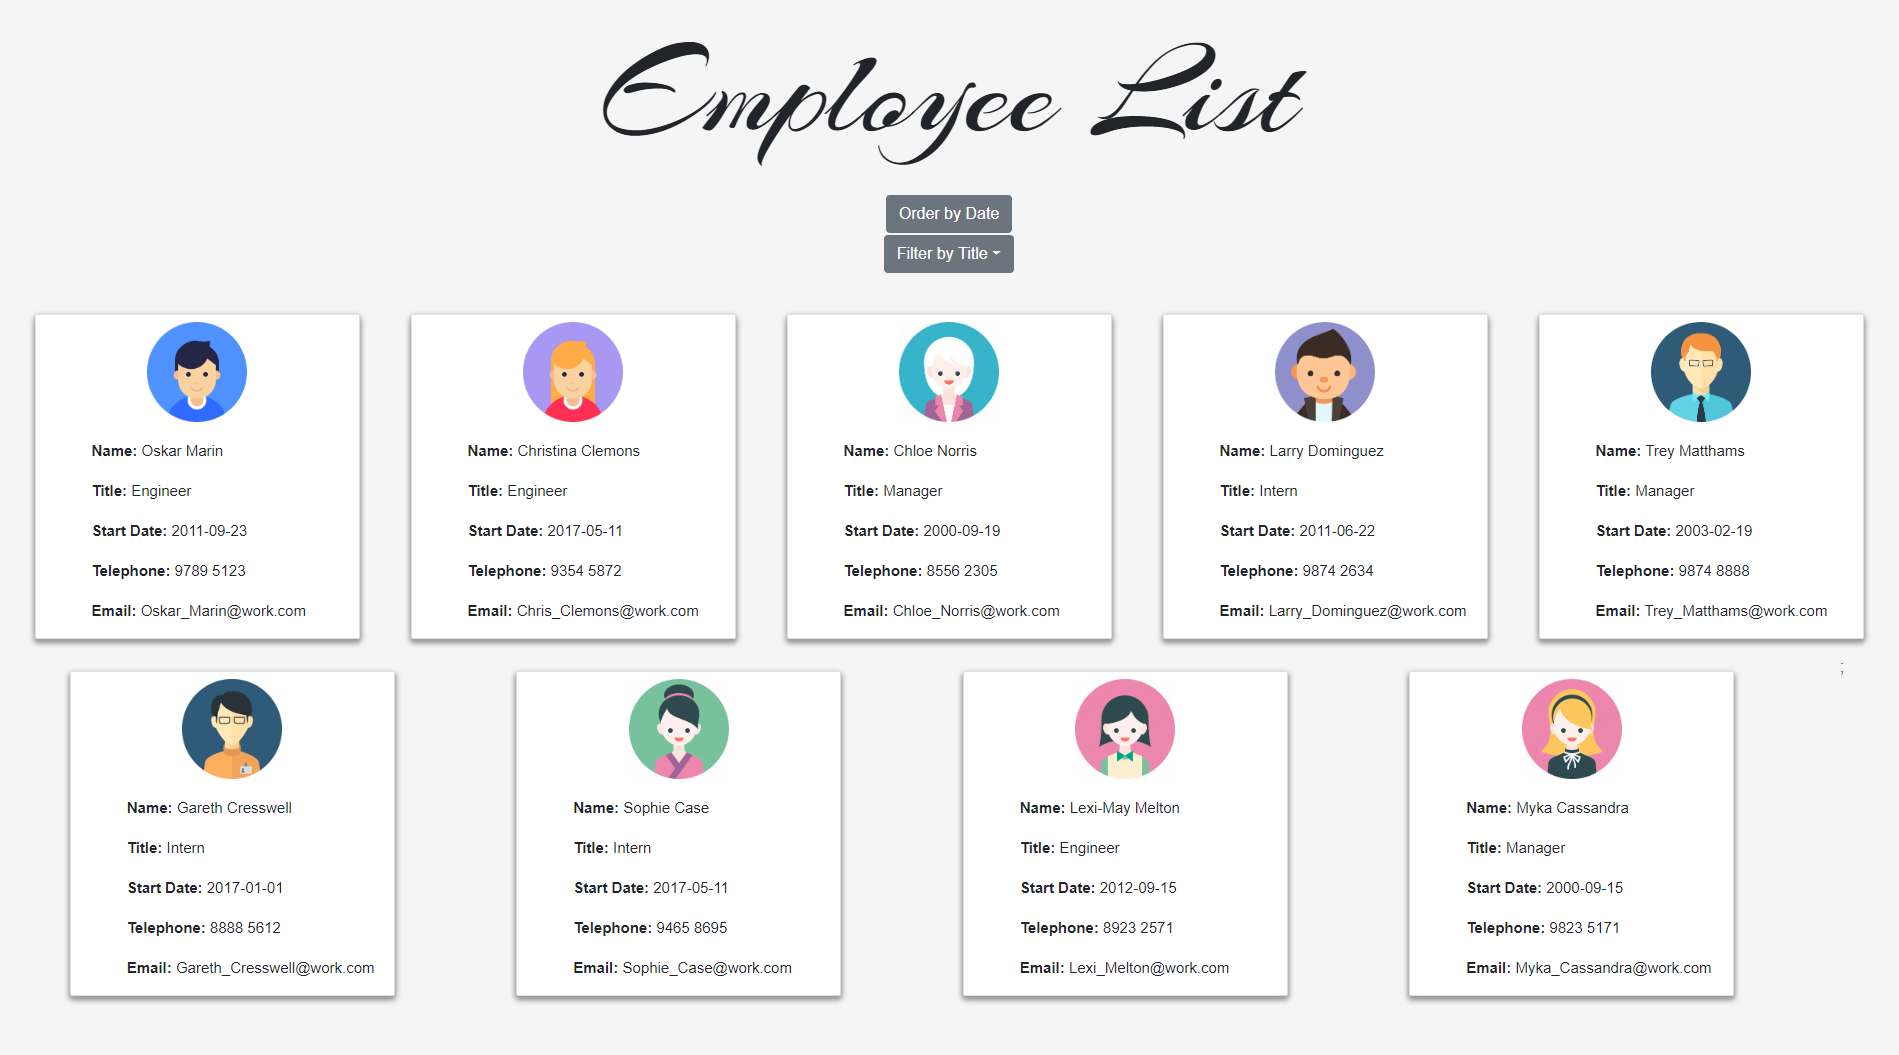 Employee List
Order by Date
Filter by Title
Name: Oskar Marin
Title: Engineer
Start Date: 2011-09-23
Telephone: 9789 5123
Email: Oskar_Marin@work.com
Name: Christina Clemons
Title: Engineer
Start Date: 2017-05-11
Telephone: 9354 5872
Email: Chris_Clemons@work.com
Name: Chloe Norris
Title: Manager
Start Date: 2000-09-19
Telephone: 8556 2305
Email: Chloe_Norris@work.com
Name: Larry Dominguez
Title: Intern
Start Date: 2011-06-22
Telephone: 9874 2634
Email: Larry_Dominguez@work.com
Name: Trey Matthams
Title: Manager
Start Date: 2003-02-19
Telephone: 9874 8888
Email: Trey_Matthams@work.com
Name: Gareth Cresswell
Title: Intern
Start Date: 2017-01-01
Telephone: 8888 5612
Email: Gareth_Cresswell@work.com
Name: Sophie Case
Title: Intern
Start Date: 2017-05-11
Telephone: 9465 8695
Email: Sophie_Case@work.com
Name: Lexi-May Melton
Title: Engineer
Start Date: 2012-09-15
Telephone: 8923 2571
Email: Lexi_Melton@work.com
Name: Myka Cassandra
Title: Manager
Start Date: 2000-09-15
Telephone: 9823 5171
Email: Myka_Cassandra@work.com
;